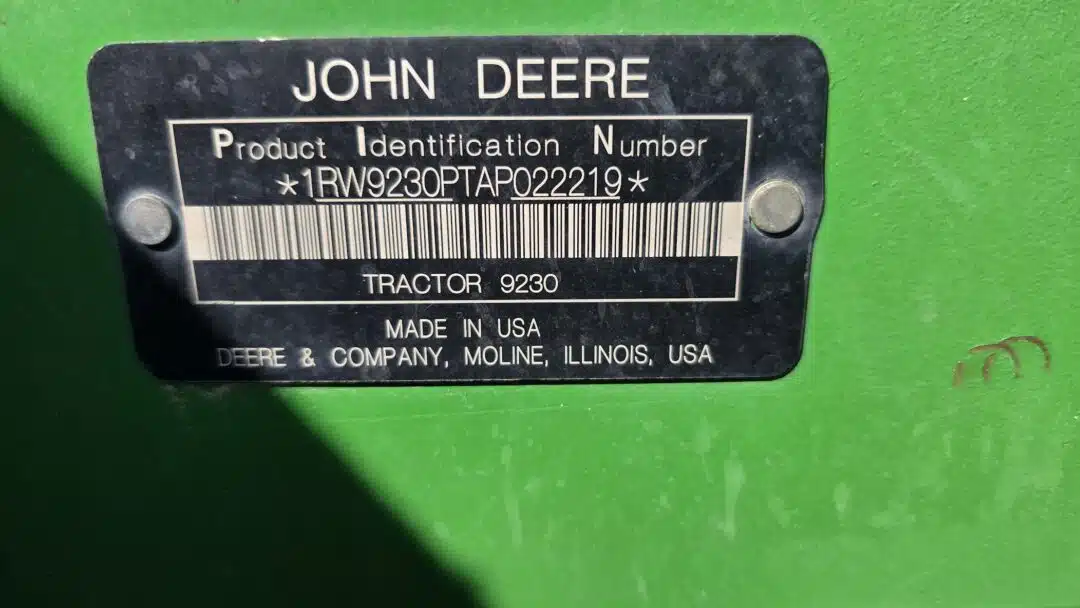 JOHN DEERE
Product Identification Number
*1RW9230PTAP022219*
TRACTOR 9230
MADE IN USA
DEERE & COMPANY, MOLINE, ILLINOIS, USA